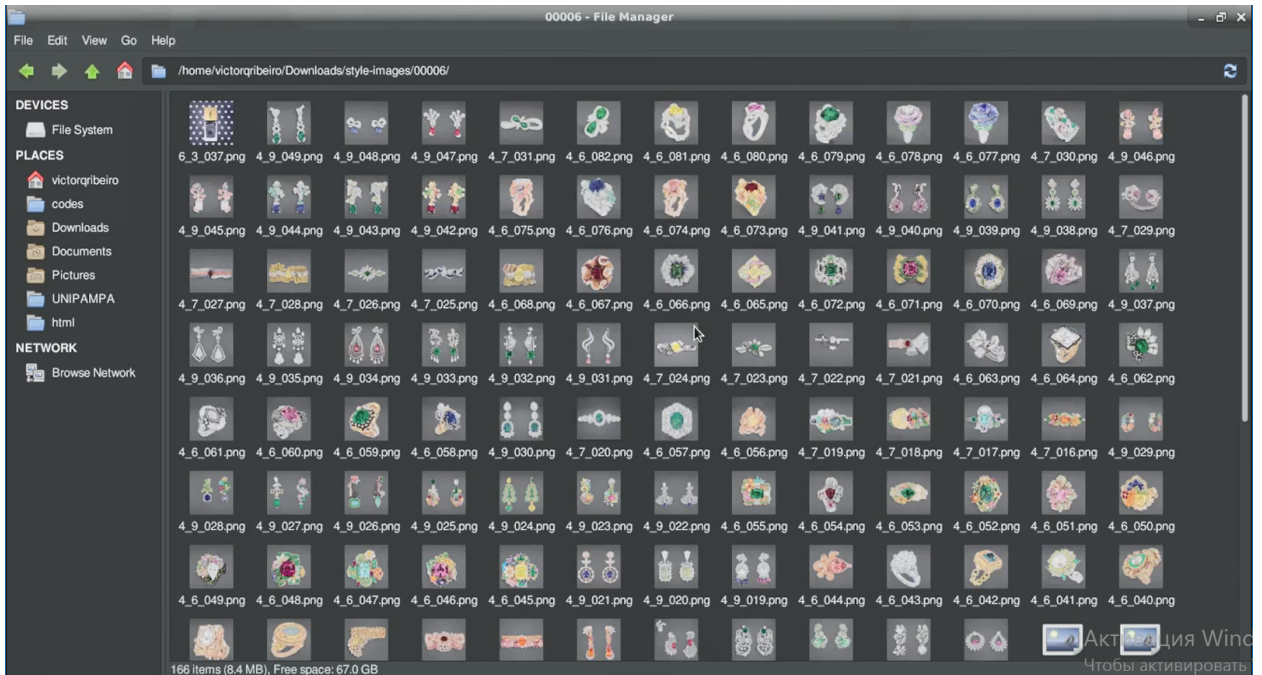 00006 - File Manager
File Edit View Go Help
/home/victorqribeiro/Downloads/style-images/00006/
DEVICES
File System
PLACES
victorqribeiro
codes
Downloads
Documents
Pictures
UNIPAMPA
html
NETWORK
Browse Network
6_3_037.png 4_9_049.png 4_9_048.png 4_9_047.png 4_7_031.png 4_6_082.png 4_6_081.png 4_6_080.png 4_6_079.png 4_6_078.png 4_6_077.png 4_7_030.png 4_9_046.png
4_9_045.png 4_9_044.png 4_9_043.png 4_9_042.png 4_6_075.png 4_6_076.png 4_6_074.png 4_6_073.png 4_9_041.png 4_9_040.png 4_9_039.png 4_9_038.png 4_7_029.png
4_7_027.png 4_7_028.png 4_7_026.png 4_7_025.png 4_6_068.png 4_6_067.png 4_6_066.png 4_6_065.png 4_6_072.png 4_6_071.png 4_6_070.png 4_6_069.png 4_9_037.png
4_9_036.png 4_9_035.png 4_9_034.png 4_9_033.png 4_9_032.png 4_9_031.png 4_7_024.png 4_7_023.png 4_7_022.png 4_7_021.png 4_6_063.png 4_6_064.png 4_6_062.png
4_6_061.png 4_6_060.png 4_6_059.png 4_6_058.png 4_9_030.png 4_7_020.png 4_6_057.png 4_6_056.png 4_7_019.png 4_7_018.png 4_7_017.png 4_7_016.png 4_9_029.png
4_9_028.png 4_9_027.png 4_9_026.png 4_9_025.png 4_9_024.png 4_9_023.png 4_9_022.png 4_6_055.png 4_6_054.png 4_6_053.png 4_6_052.png 4_6_051.png 4_6_050.png
4_6_049.png 4_6_048.png 4_6_047.png 4_6_046.png 4_6_045.png 4_9_021.png 4_9_020.png 4_9_019.png 4_6_044.png 4_6_043.png 4_6_042.png 4_6_041.png 4_6_040.png
166 items (8.4 MB), Free space: 67.0 GB
Чтобы активировать